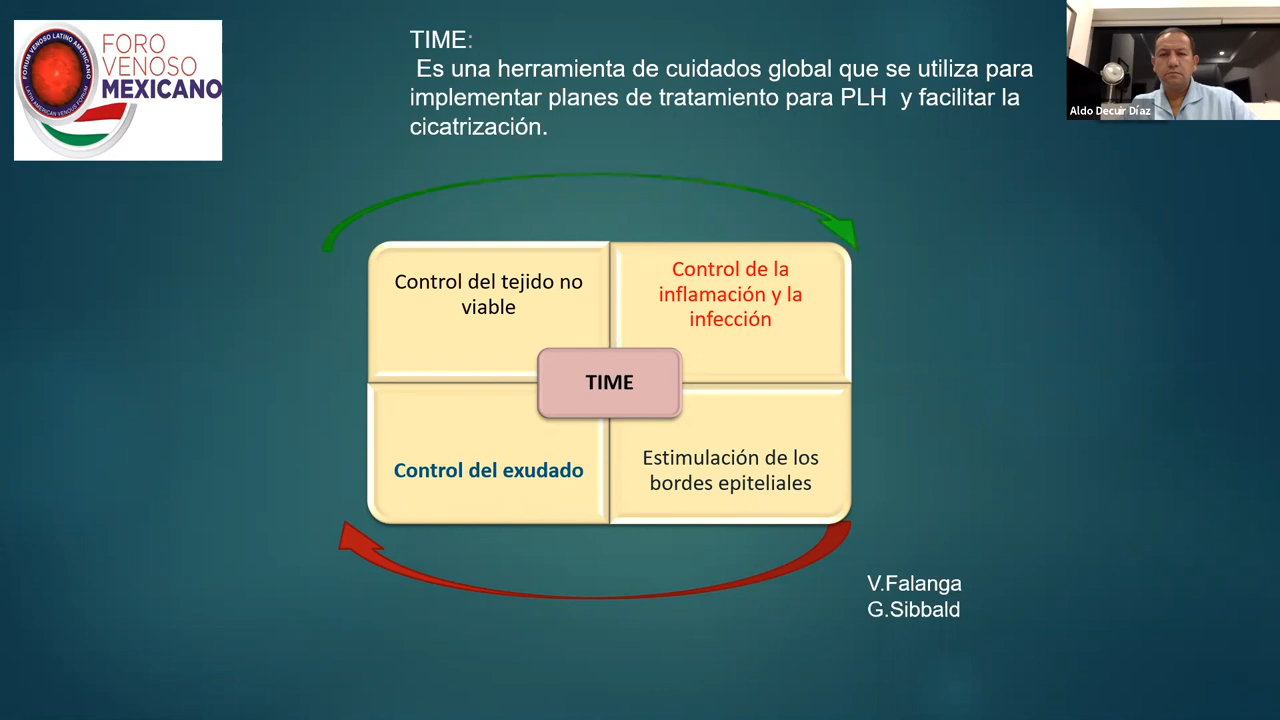 FORUM VENOSO LATINO AMERICANO
LATIN AMERICAN VENOUS FORUM
FORO
VENOSO
MEXICANO
TIME:
Es una herramienta de cuidados global que se utiliza para
implementar planes de tratamiento para PLH y facilitar la
cicatrización.
Aldo Decuir Díaz
Control del tejido no
viable
Control de la
inflamación y la
infección
TIME
Control del exudado
Estimulación de los
bordes epiteliales
V.Falanga
G.Sibbald